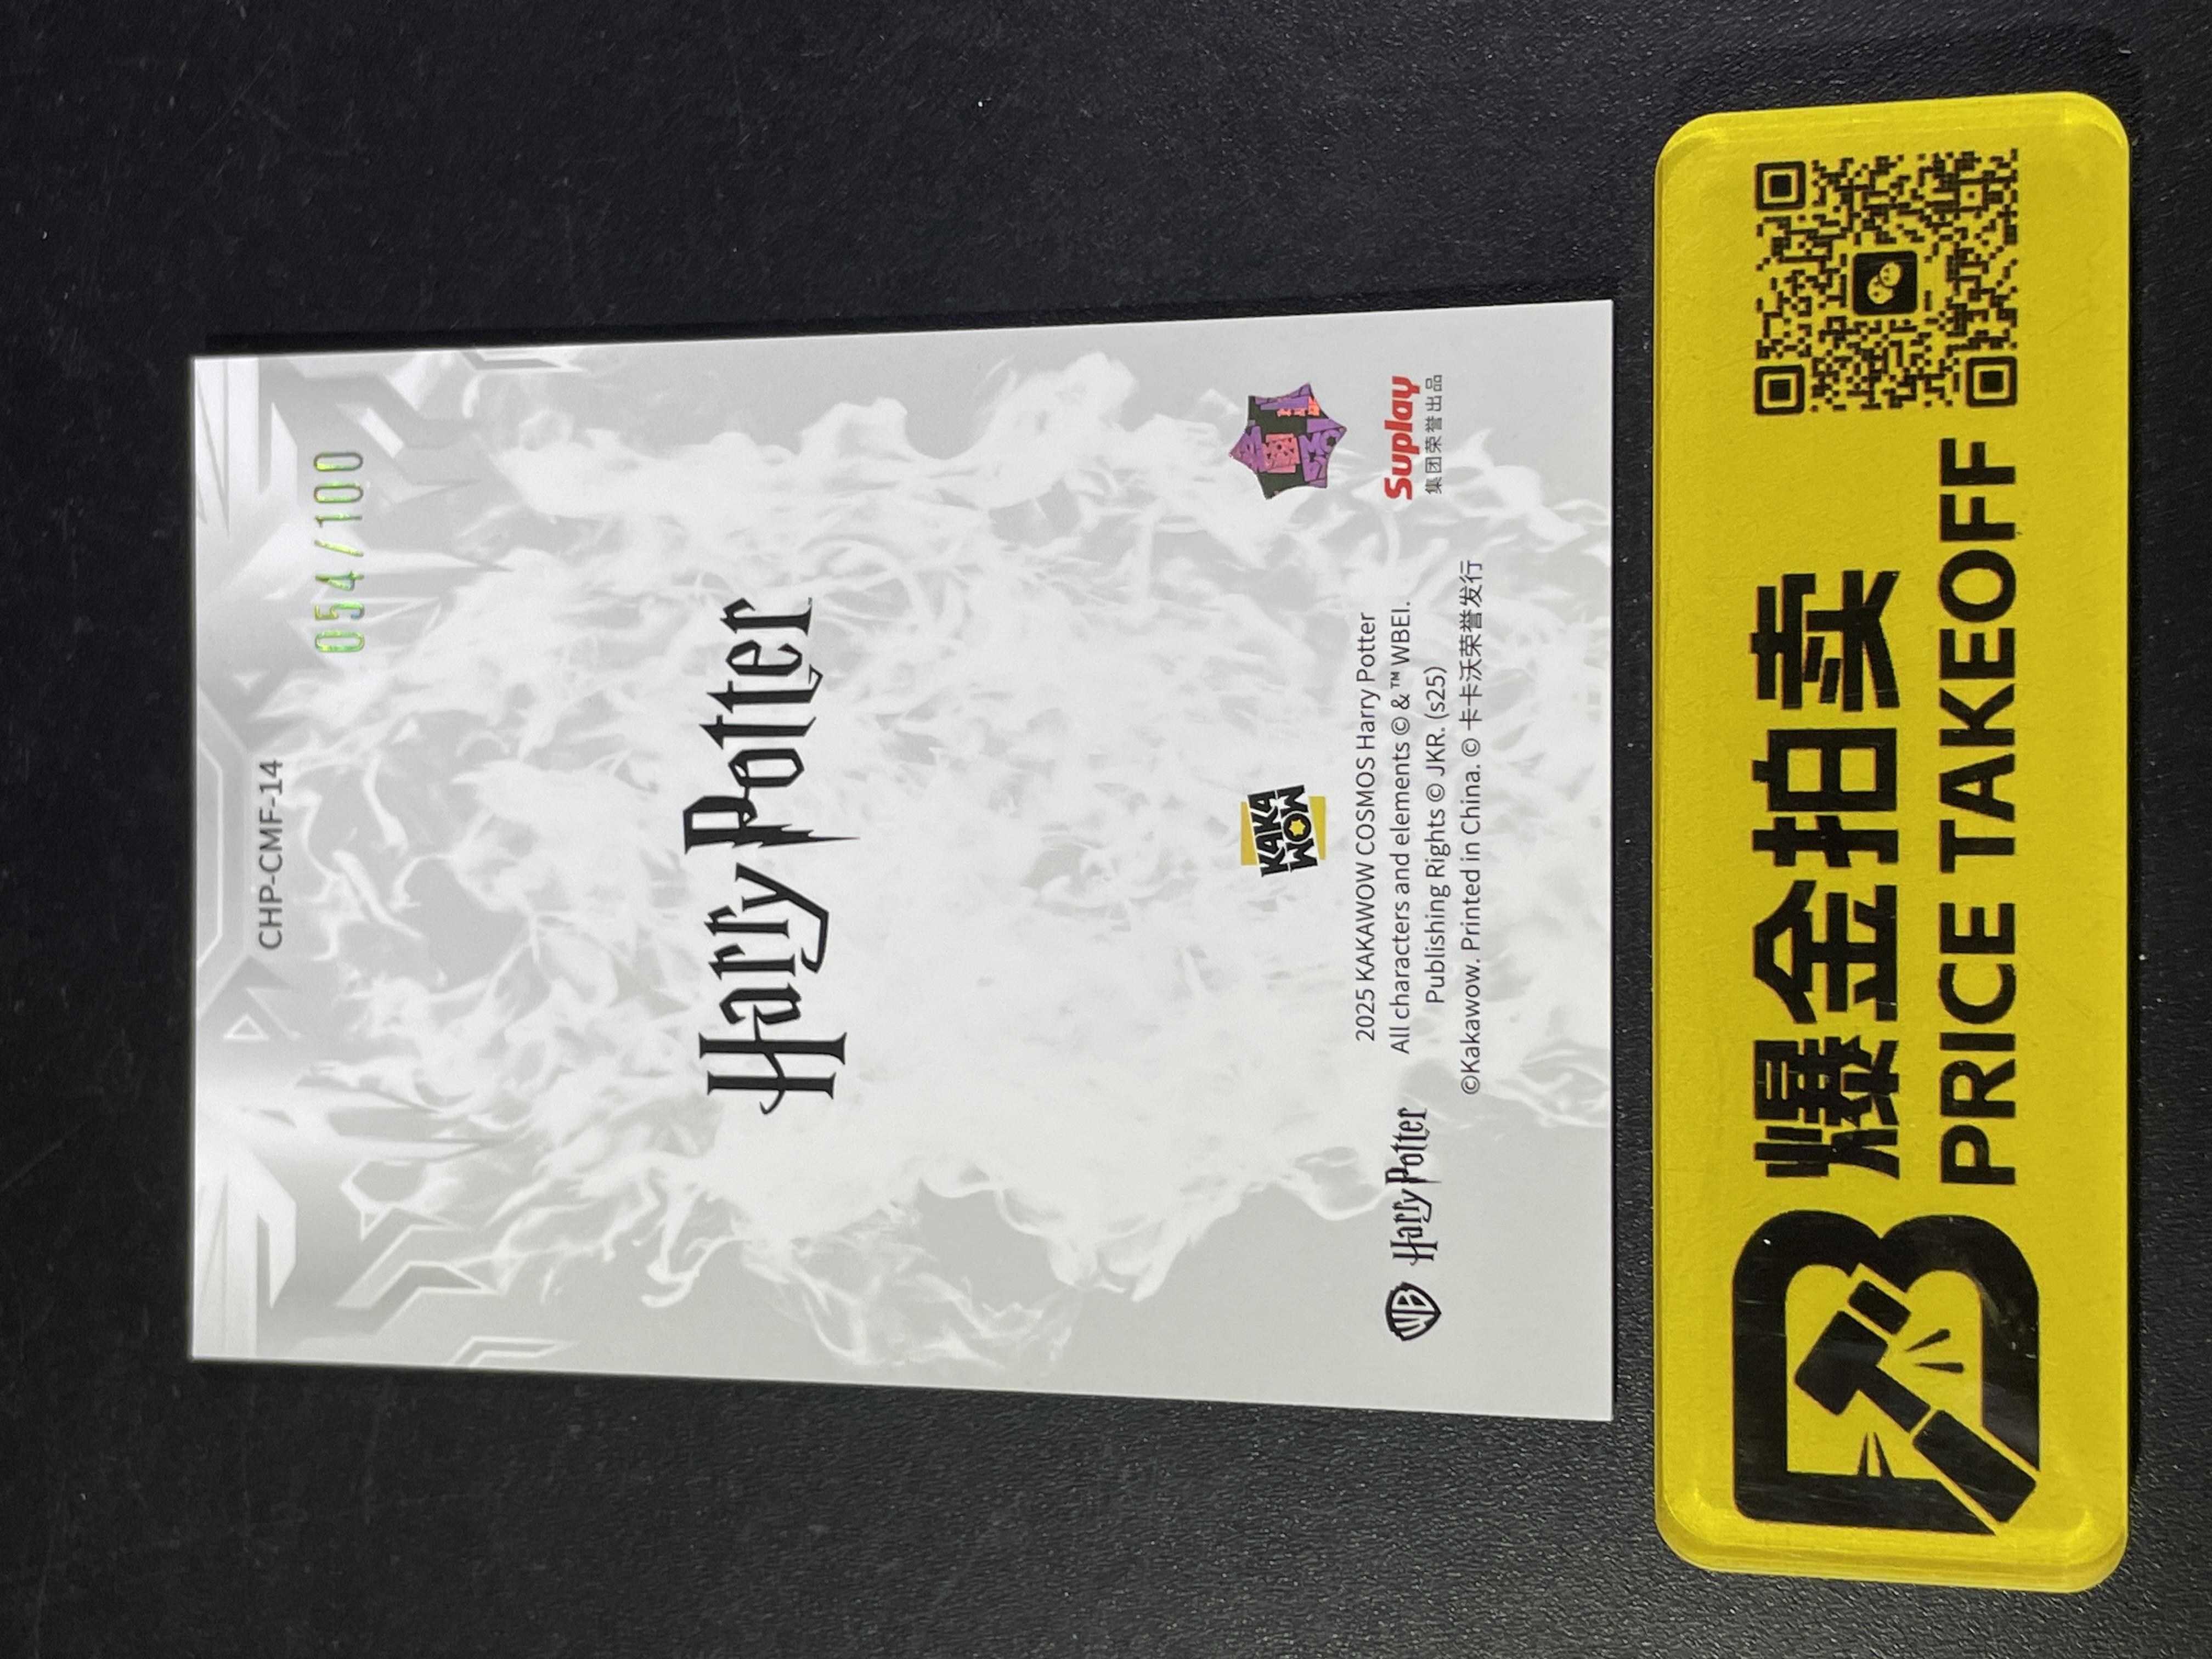 CHP-CMF-14
054/100
Harry Potter
KAKA
WOW
2025 KAKAWOW COSMOS Harry Potter
All characters and elements © & ™ WBEI.
Publishing Rights © JKR. (s25)
©Kakawow. Printed in China. © 卡卡沃荣誉发行
WB
Harry Potter
Suplay
集团荣誉出品
爆金拍卖
PRICE TAKEOFF